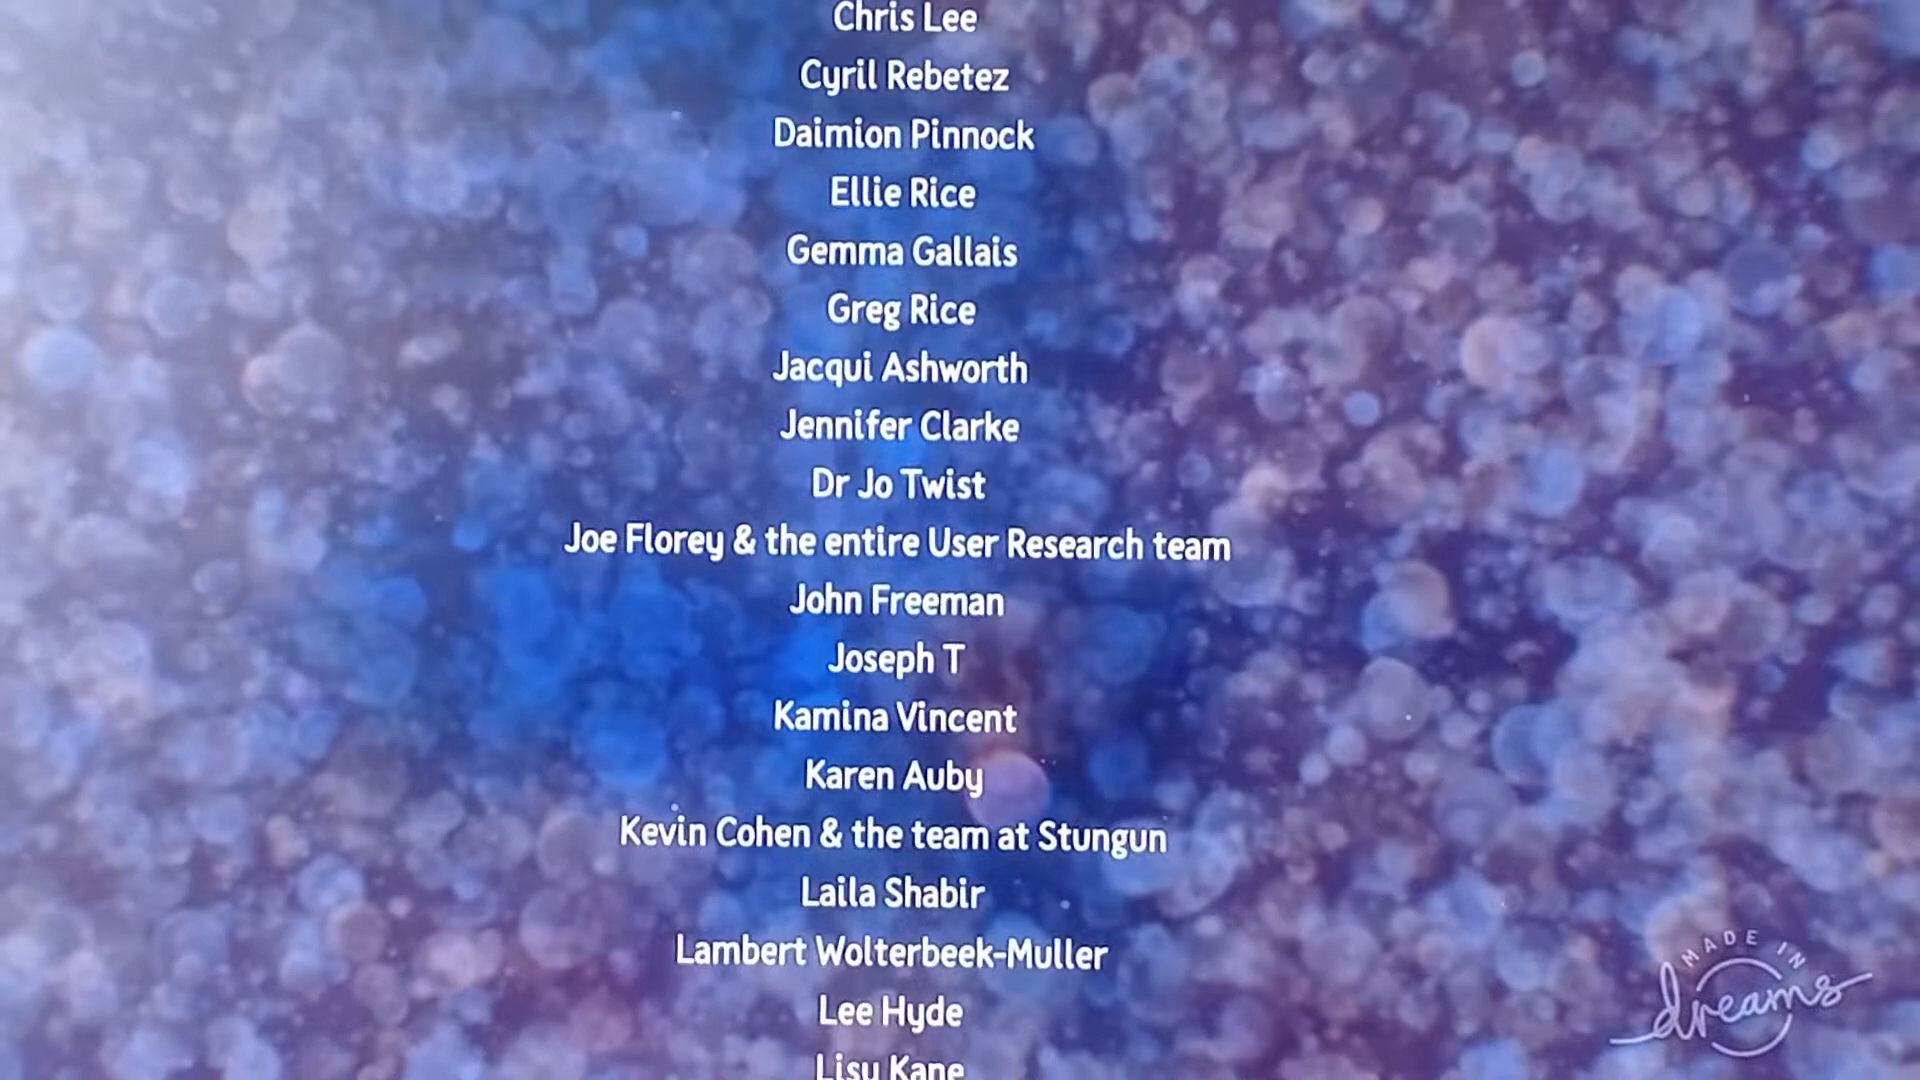 Chris Lee
Cyril Rebetez
Daimion Pinnock
Ellie Rice
Gemma Gallais
Greg Rice
Jacqui Ashworth
Jennifer Clarke
Dr Jo Twist
Joe Florey & the entire User Research team
John Freeman
Joseph T
Kamina Vincent
Karen Auby
Kevin Cohen & the team at Stungun
Laila Shabir
Lambert Wolterbeek-Muller
Lee Hyde
Lisy Kane
MADE IN
dreams